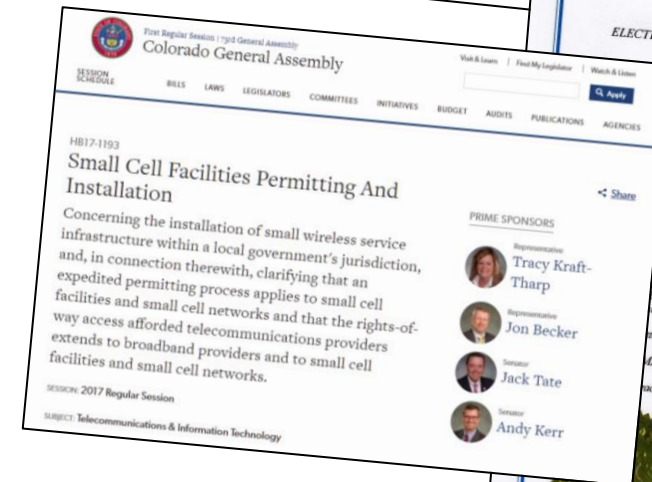 ELECTI
First Regular Session | 73rd General Assembly
Colorado General Assembly
Visit & Learn | Find My Legislator | Watch & Listen
Apply
SESSION SCHEDULE
BILLS LAWS LEGISLATORS COMMITTEES INITIATIVES BUDGET AUDITS PUBLICATIONS AGENCIES
HB17-1193
Small Cell Facilities Permitting And
Installation
Share
Concerning the installation of small wireless service
infrastructure within a local government's jurisdiction,
and, in connection therewith, clarifying that an
expedited permitting process applies to small cell
facilities and small cell networks and that the rights-of-
way access afforded telecommunications providers
extends to broadband providers and to small cell
facilities and small cell networks.
SESSION: 2017 Regular Session
SUBJECT: Telecommunications & Information Technology
PRIME SPONSORS
Representative
Tracy Kraft-
Tharp
Representative
Jon Becker
Senator
Jack Tate
Senator
Andy Kerr